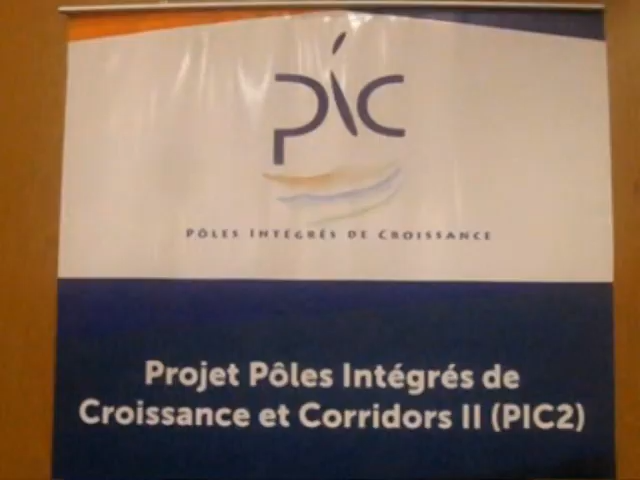 pic
PÔLES INTÉGRÉS DE CROISSANCE
Projet Pôles Intégrés de
Croissance et Corridors II (PIC2)